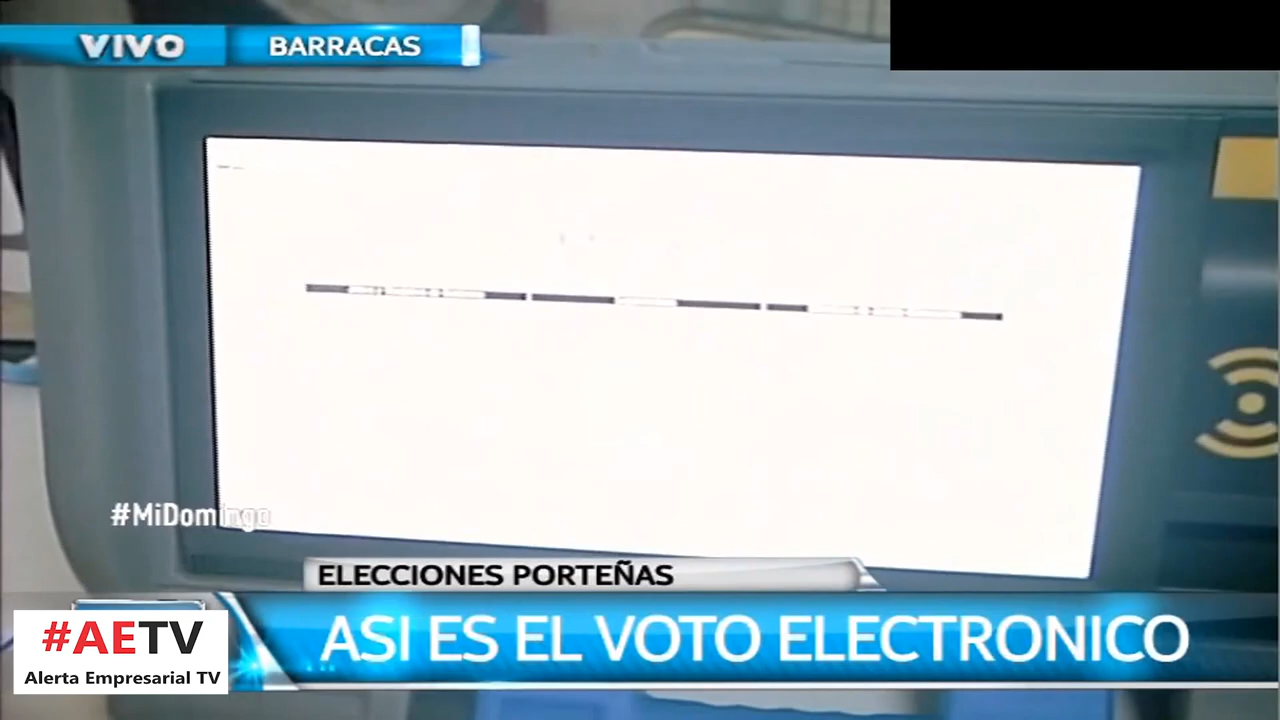 VIVO BARRACAS
#MiDomingo
ELECCIONES PORTEÑAS
ASI ES EL VOTO ELECTRONICO
#AETV
Alerta Empresarial TV